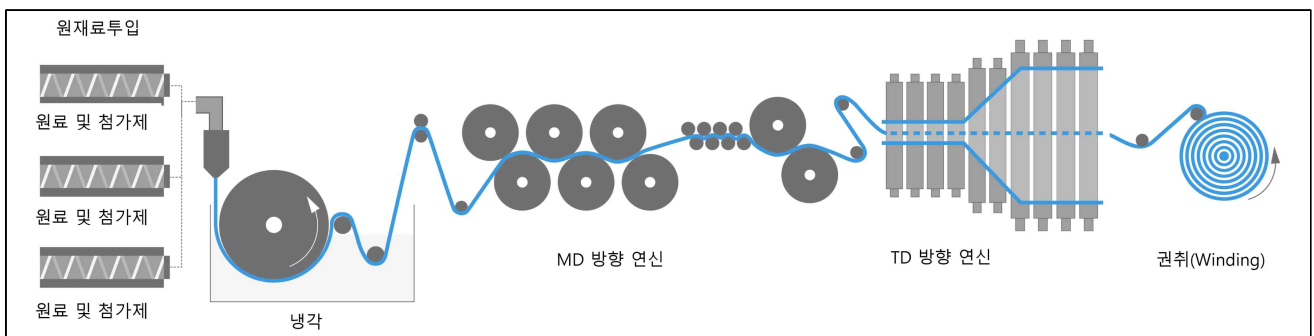 원재료투입
원료 및 첨가제
원료 및 첨가제
원료 및 첨가제
냉각
MD 방향 연신
TD 방향 연신
권취(Winding)